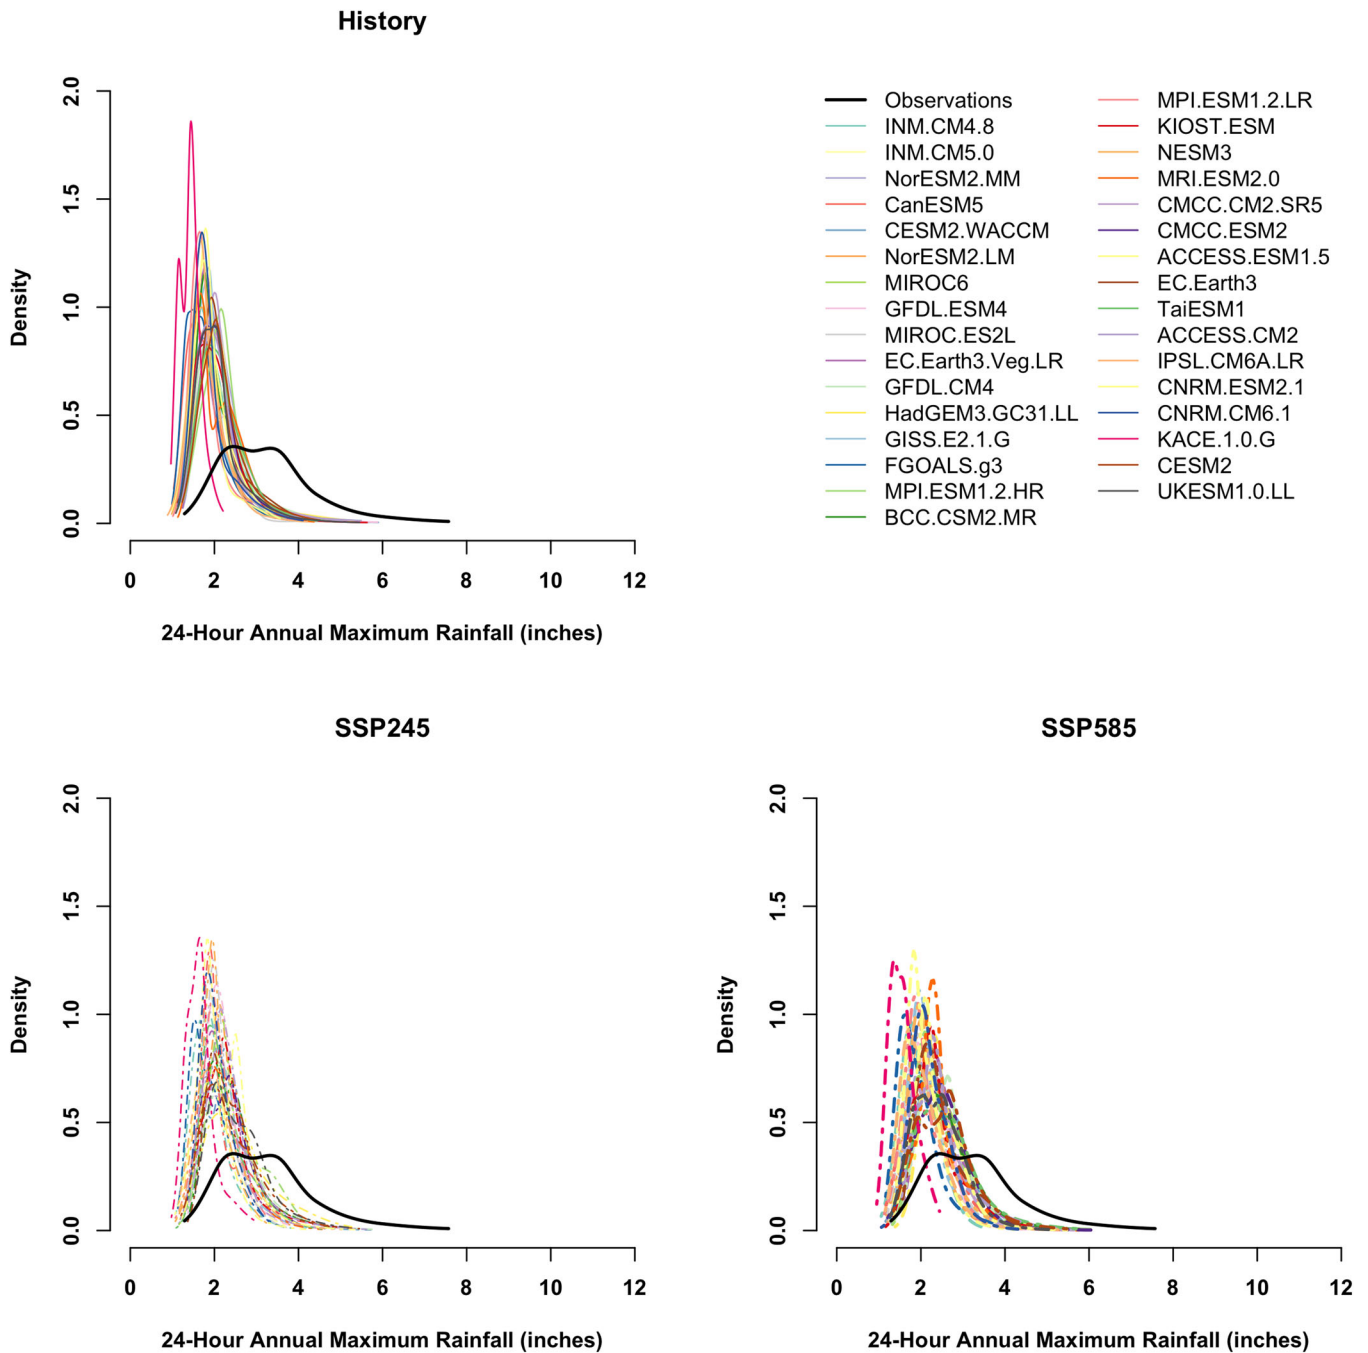 History
2.0
1.5
1.0
0.5
0.0
Density
0 2 4 6 8 10 12
24-Hour Annual Maximum Rainfall (inches)
Observations
INM.CM4.8
INM.CM5.0
NorESM2.MM
CanESM5
CESM2.WACCM
NorESM2.LM
MIROC6
GFDL.ESM4
MIROC.ES2L
EC.Earth3.Veg.LR
GFDL.CM4
HadGEM3.GC31.LL
GISS.E2.1.G
FGOALS.g3
MPI.ESM1.2.HR
BCC.CSM2.MR
MPI.ESM1.2.LR
KIOST.ESM
NESM3
MRI.ESM2.0
CMCC.CM2.SR5
CMCC.ESM2
ACCESS.ESM1.5
EC.Earth3
TaiESM1
ACCESS.CM2
IPSL.CM6A.LR
CNRM.ESM2.1
CNRM.CM6.1
KACE.1.0.G
CESM2
UKESM1.0.LL
SSP245
2.0
1.5
1.0
0.5
0.0
Density
0 2 4 6 8 10 12
24-Hour Annual Maximum Rainfall (inches)
SSP585
2.0
1.5
1.0
0.5
0.0
Density
0 2 4 6 8 10 12
24-Hour Annual Maximum Rainfall (inches)